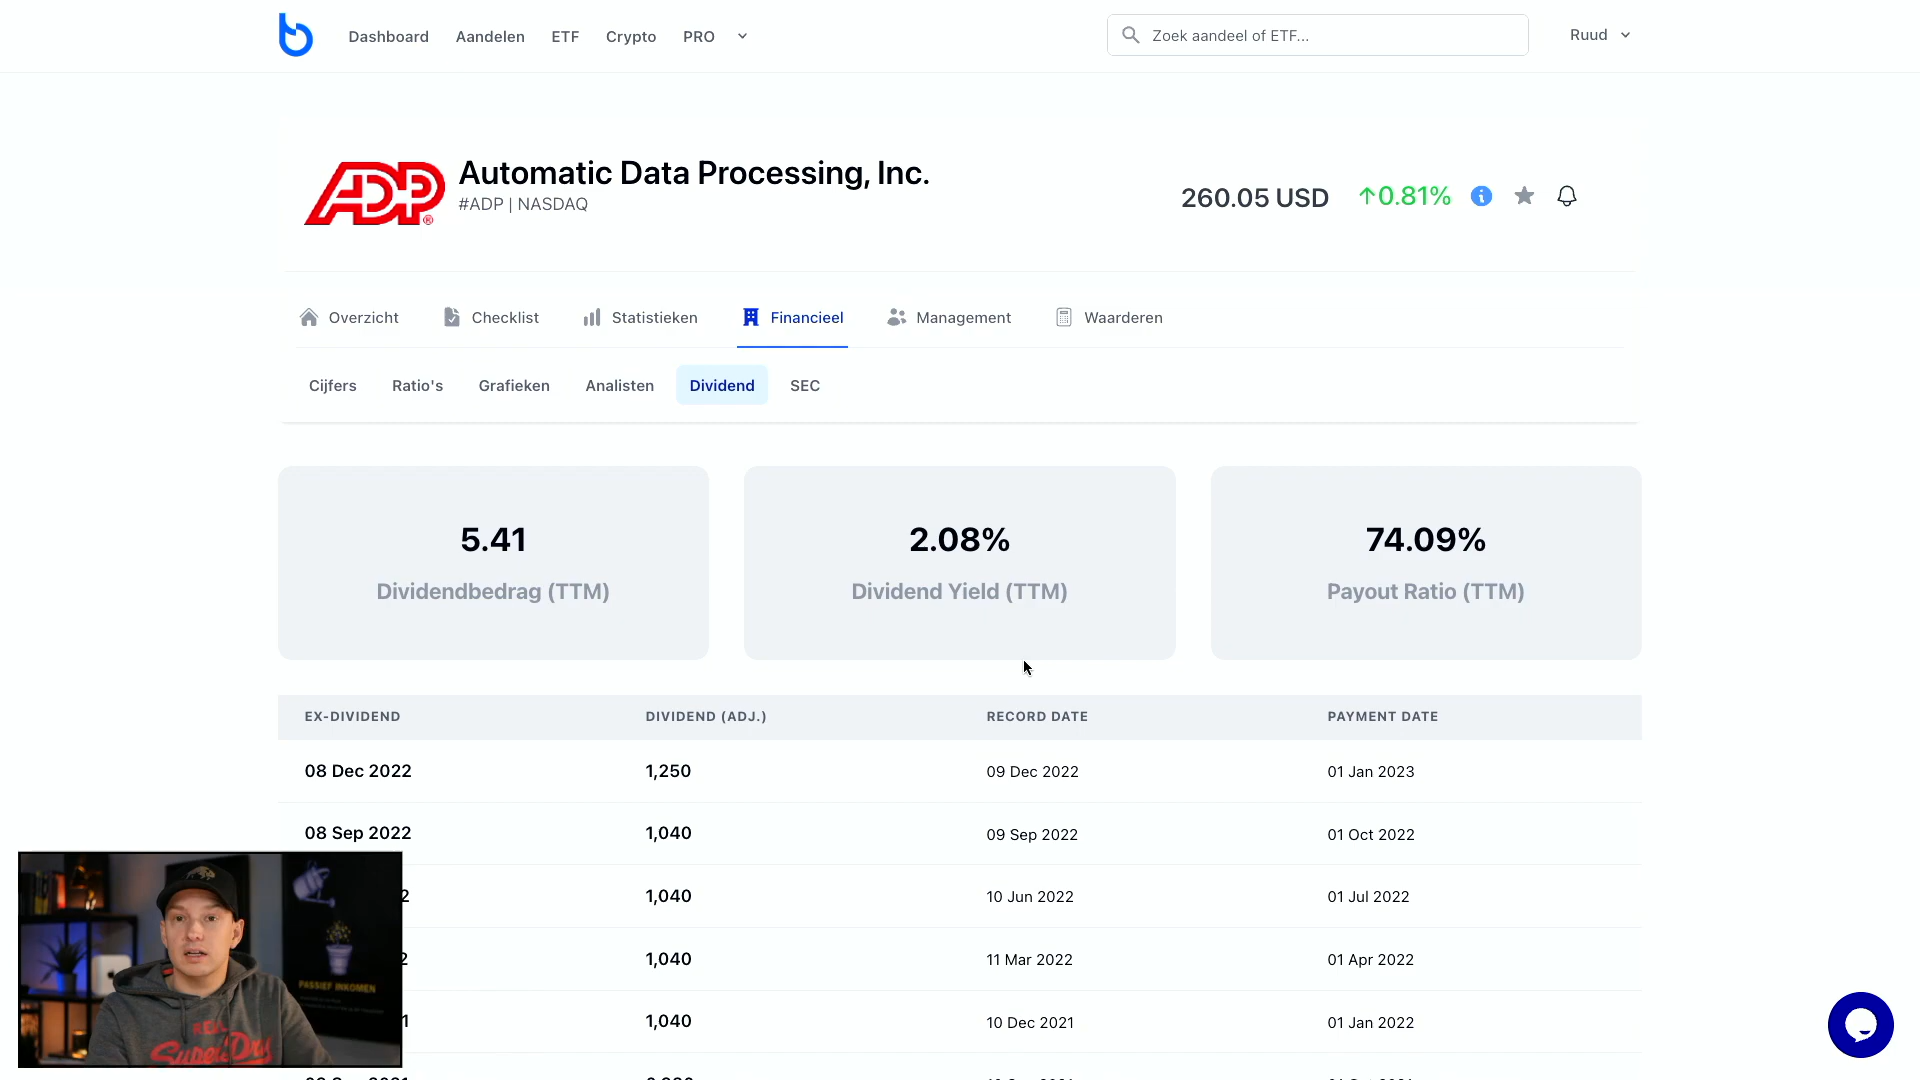 Dashboard Aandelen ETF Crypto PRO
Zoek aandeel of ETF...
Ruud
ADP®
Automatic Data Processing, Inc.
#ADP | NASDAQ
260.05 USD ↑0.81%
Overzicht Checklist Statistieken Financieel Management Waarderen
Cijfers Ratio's Grafieken Analisten Dividend SEC
5.41
Dividendbedrag (TTM)
2.08%
Dividend Yield (TTM)
74.09%
Payout Ratio (TTM)
EX-DIVIDEND DIVIDEND (ADJ.) RECORD DATE PAYMENT DATE
08 Dec 2022 1,250 09 Dec 2022 01 Jan 2023
08 Sep 2022 1,040 09 Sep 2022 01 Oct 2022
2 1,040 10 Jun 2022 01 Jul 2022
2 1,040 11 Mar 2022 01 Apr 2022
1 1,040 10 Dec 2021 01 Jan 2022
PASSIEF INKOMEN
REAL
SuperDry